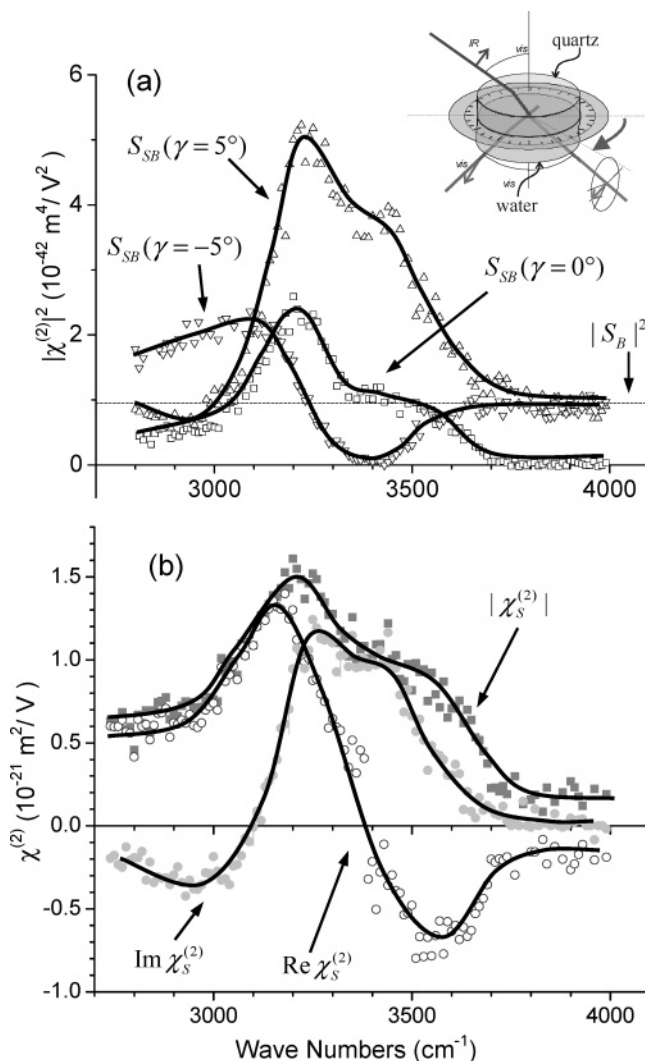 (a)
IR
vis
quartz
vis
vis
water
6
4
2
0
|χ^(2)|² (10^-42 m^4/ V²)
S_SB(γ = 5°)
S_SB(γ = −5°)
S_SB(γ = 0°)
| S_B |²
3000
3500
4000
(b)
1.5
1.0
0.5
0.0
-0.5
-1.0
χ^(2) (10^-21 m²/ V)
| χ_S^(2) |
Im χ_S^(2)
Re χ_S^(2)
3000
3500
4000
Wave Numbers (cm^-1)